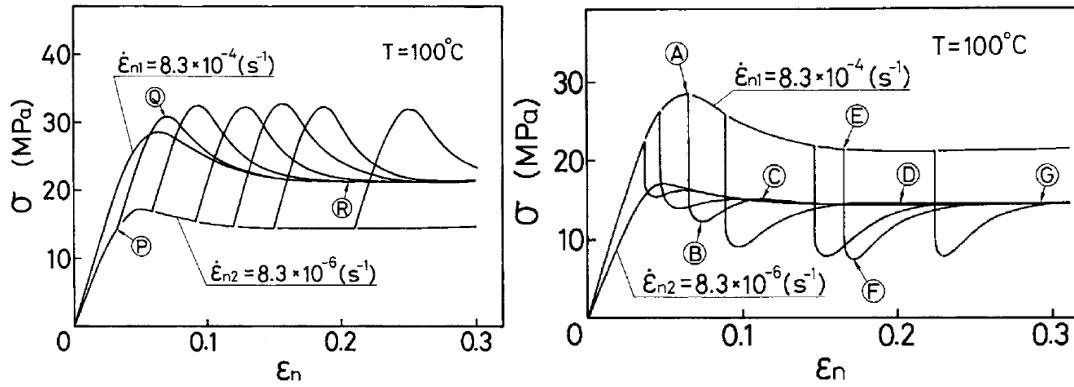 40
30
20
10
0
0.1
0.2
0.3
σ (MPa)
εn
T=100°C
ε̇n1=8.3×10⁻⁴(s⁻¹)
Q
R
P
ε̇n2=8.3×10⁻⁶(s⁻¹)
30
20
10
0
0.1
0.2
0.3
σ (MPa)
εn
T=100°C
A
ε̇n1=8.3×10⁻⁴(s⁻¹)
E
C
D
G
B
F
ε̇n2=8.3×10⁻⁶(s⁻¹)